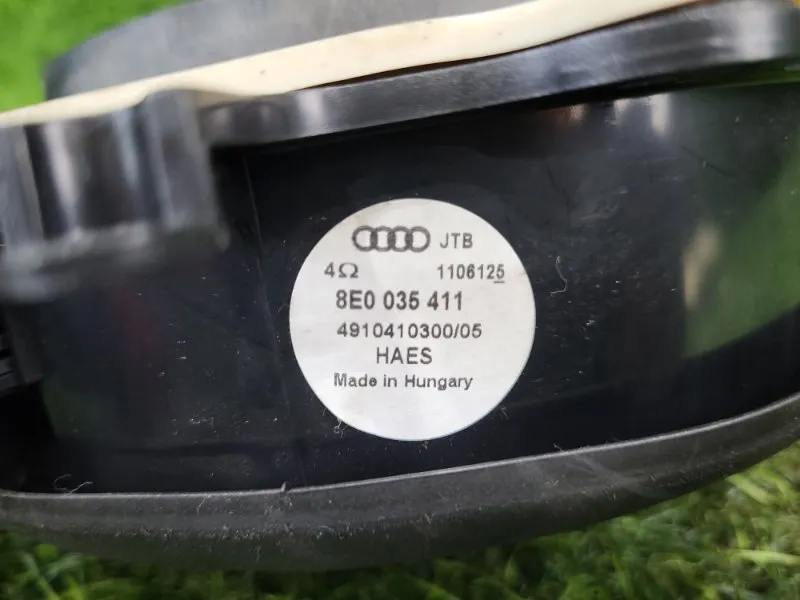 JTB
4Ω 1106125
8E0 035 411
4910410300/05
HAES
Made in Hungary